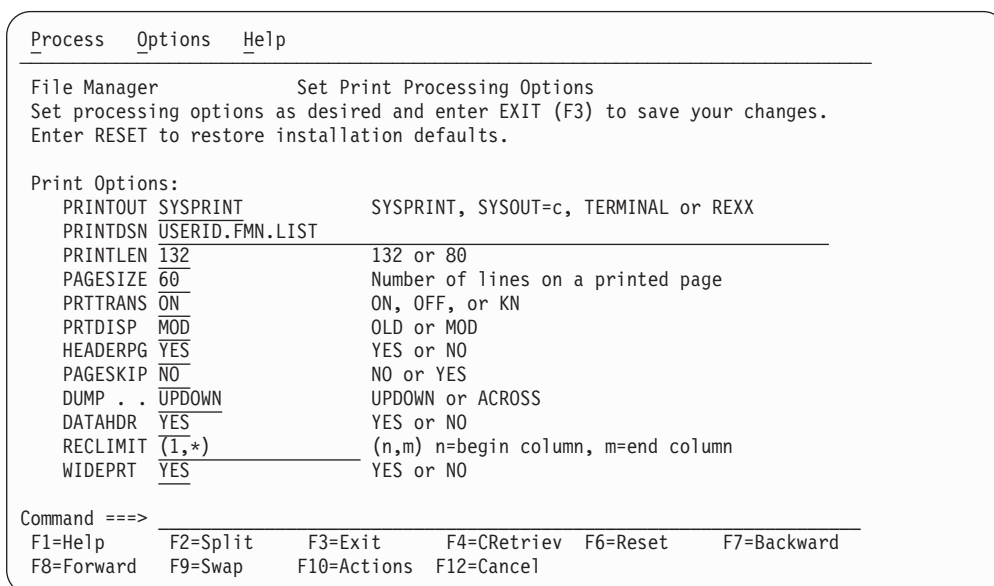 Process   Options   Help
File Manager             Set Print Processing Options
Set processing options as desired and enter EXIT (F3) to save your changes.
Enter RESET to restore installation defaults.
Print Options:
PRINTOUT SYSPRINT            SYSPRINT, SYSOUT=c, TERMINAL or REXX
PRINTDSN USERID.FMN.LIST
PRINTLEN 132                 132 or 80
PAGESIZE 60                  Number of lines on a printed page
PRTTRANS ON                  ON, OFF, or KN
PRTDISP  MOD                 OLD or MOD
HEADERPG YES                 YES or NO
PAGESKIP NO                  NO or YES
DUMP . . UPDOWN              UPDOWN or ACROSS
DATAHDR  YES                 YES or NO
RECLIMIT (1,*)               (n,m) n=begin column, m=end column
WIDEPRT  YES                 YES or NO
Command ===>
F1=Help      F2=Split     F3=Exit      F4=CRetriev  F6=Reset     F7=Backward
F8=Forward   F9=Swap     F10=Actions  F12=Cancel